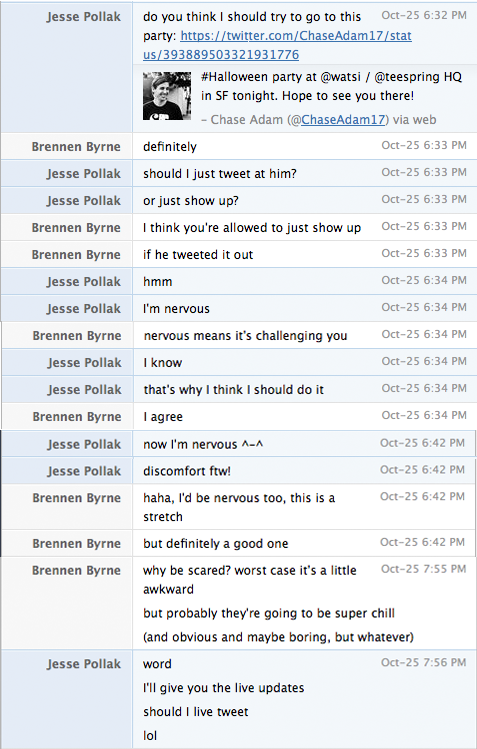 Jesse Pollak do you think I should try to go to this Oct-25 6:32 PM
party: https://twitter.com/ChaseAdam17/stat
us/393889503321931776
#Halloween party at @watsi / @teespring HQ
in SF tonight. Hope to see you there!
– Chase Adam (@ChaseAdam17) via web
Brennen Byrne definitely Oct-25 6:33 PM
Jesse Pollak should I just tweet at him? Oct-25 6:33 PM
Jesse Pollak or just show up? Oct-25 6:33 PM
Brennen Byrne I think you're allowed to just show up Oct-25 6:33 PM
Brennen Byrne if he tweeted it out Oct-25 6:33 PM
Jesse Pollak hmm Oct-25 6:34 PM
Jesse Pollak I'm nervous Oct-25 6:34 PM
Brennen Byrne nervous means it's challenging you Oct-25 6:34 PM
Jesse Pollak I know Oct-25 6:34 PM
Jesse Pollak that's why I think I should do it Oct-25 6:34 PM
Brennen Byrne I agree Oct-25 6:34 PM
Jesse Pollak now I'm nervous ^-^ Oct-25 6:42 PM
Jesse Pollak discomfort ftw! Oct-25 6:42 PM
Brennen Byrne haha, I'd be nervous too, this is a Oct-25 6:42 PM
stretch
Brennen Byrne but definitely a good one Oct-25 6:42 PM
Brennen Byrne why be scared? worst case it's a little Oct-25 7:55 PM
awkward
but probably they're going to be super chill
(and obvious and maybe boring, but whatever)
Jesse Pollak word Oct-25 7:56 PM
I'll give you the live updates
should I live tweet
lol